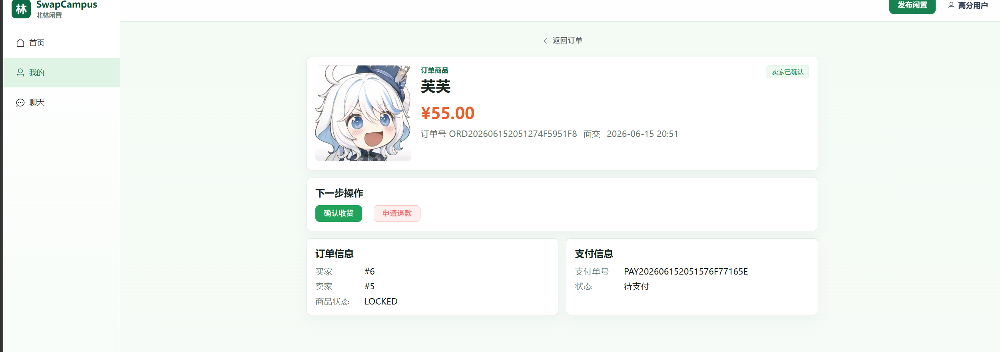 林
SwapCampus
北林闲置
发布闲置
高分用户
首页
我的
聊天
返回订单
订单商品
卖家已确认
芙芙
¥55.00
订单号 ORD202606152051274F5951F8 面交 2026-06-15 20:51
下一步操作
确认收货 申请退款
订单信息
买家 #6
卖家 #5
商品状态 LOCKED
支付信息
支付单号 PAY202606152051576F77165E
状态 待支付